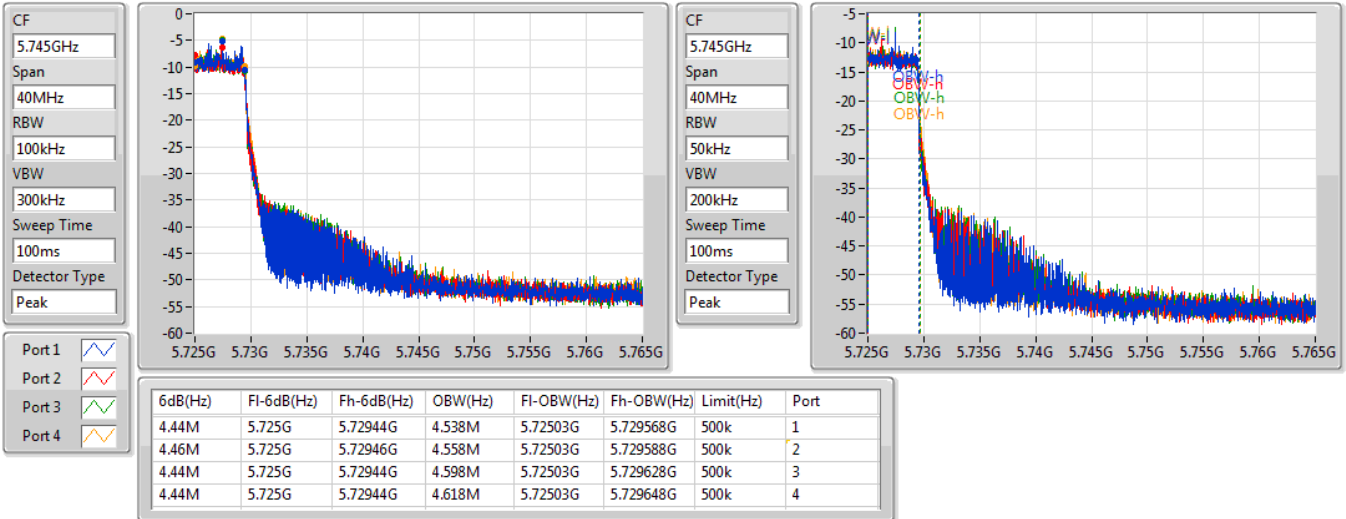 CF
5.745GHz
Span
40MHz
RBW
100kHz
VBW
300kHz
Sweep Time
100ms
Detector Type
Peak
0-
-5-
-10-
-15-
-20-
-25-
-30-
-35-
-40-
-45-
-50-
-55-
-60-
5.725G 5.73G 5.735G 5.74G 5.745G 5.75G 5.755G 5.76G 5.765G
CF
5.745GHz
Span
40MHz
RBW
50kHz
VBW
200kHz
Sweep Time
100ms
Detector Type
Peak
-5-
-10-
-15-
-20-
-25-
-30-
-35-
-40-
-45-
-50-
-55-
-60-
OBW-h
OBW-h
OBW-h
OBW-h
5.725G 5.73G 5.735G 5.74G 5.745G 5.75G 5.755G 5.76G 5.765G
Port 1
Port 2
Port 3
Port 4
6dB(Hz) Fl-6dB(Hz) Fh-6dB(Hz) OBW(Hz) Fl-OBW(Hz) Fh-OBW(Hz) Limit(Hz) Port
4.44M 5.725G 5.72944G 4.538M 5.72503G 5.729568G 500k 1
4.46M 5.725G 5.72946G 4.558M 5.72503G 5.729588G 500k 2
4.44M 5.725G 5.72944G 4.598M 5.72503G 5.729628G 500k 3
4.44M 5.725G 5.72944G 4.618M 5.72503G 5.729648G 500k 4